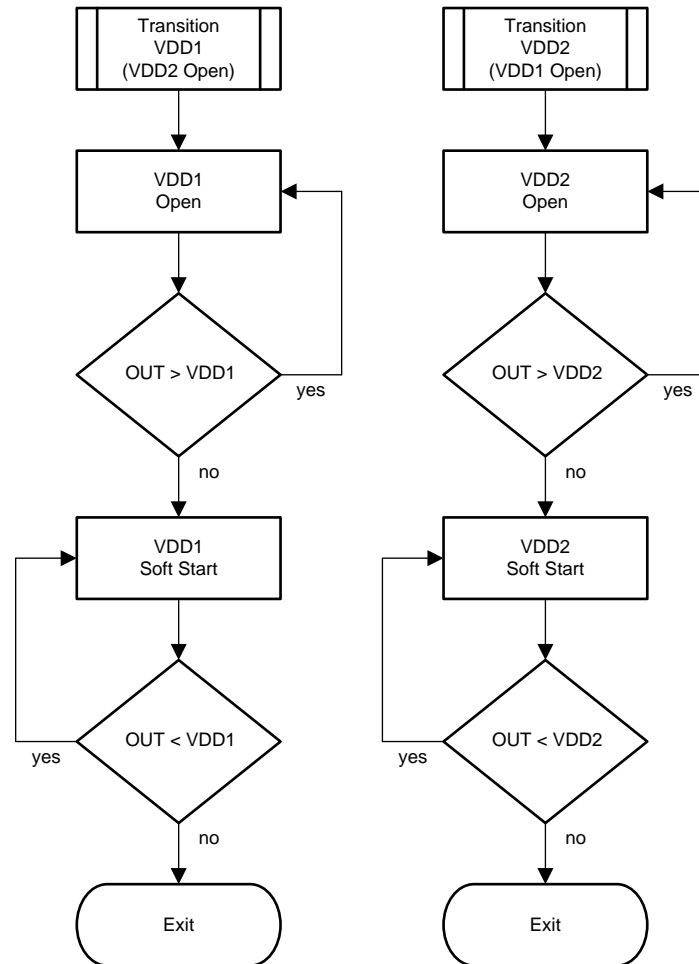 Transition
VDD1
(VDD2 Open)
VDD1
Open
OUT > VDD1
yes
no
VDD1
Soft Start
OUT < VDD1
yes
no
Exit
Transition
VDD2
(VDD1 Open)
VDD2
Open
OUT > VDD2
yes
no
VDD2
Soft Start
OUT < VDD2
yes
no
Exit